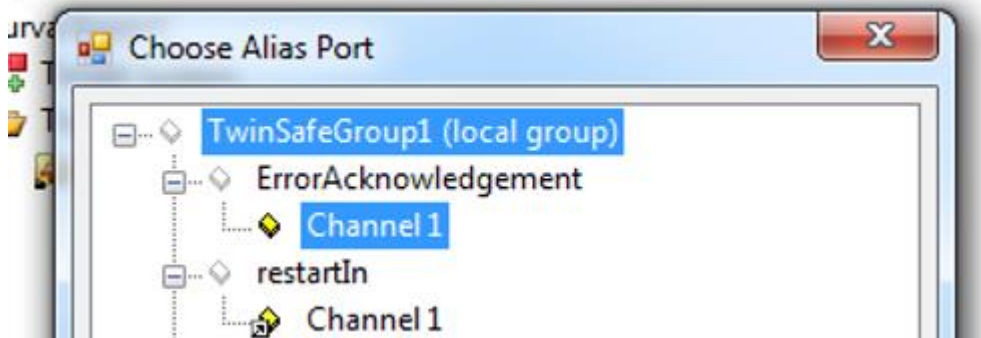 Choose Alias Port
TwinSafeGroup1 (local group)
ErrorAcknowledgement
Channel 1
restartIn
Channel 1